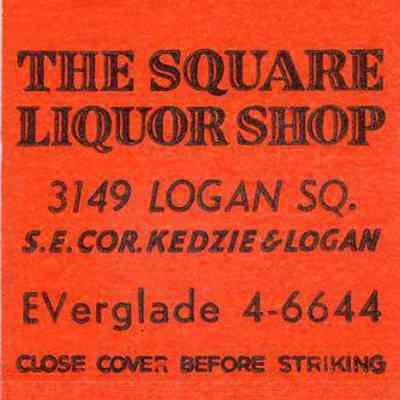 THE SQUARE
LIQUOR SHOP
3149 LOGAN SQ.
S.E. COR. KEDZIE & LOGAN
EVerglade 4-6644
CLOSE COVER BEFORE STRIKING